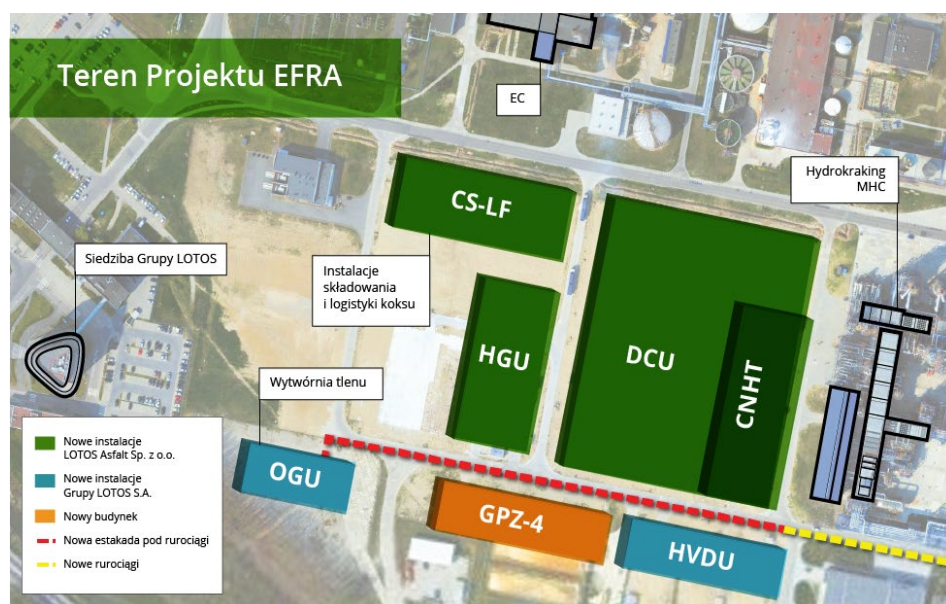 Teren Projektu EFRA
EC
Hydrokraking
MHC
CS-LF
Siedziba Grupy LOTOS
Instalacje
składowania
i logistyki koksu
HGU
DCU
CNHT
Wytwórnia tlenu
OGU
GPZ-4
HVDU
Nowe instalacje
LOTOS Asfalt Sp. z o.o.
Nowe instalacje
Grupy LOTOS S.A.
Nowy budynek
Nowa estakada pod rurociągi
Nowe rurociągi